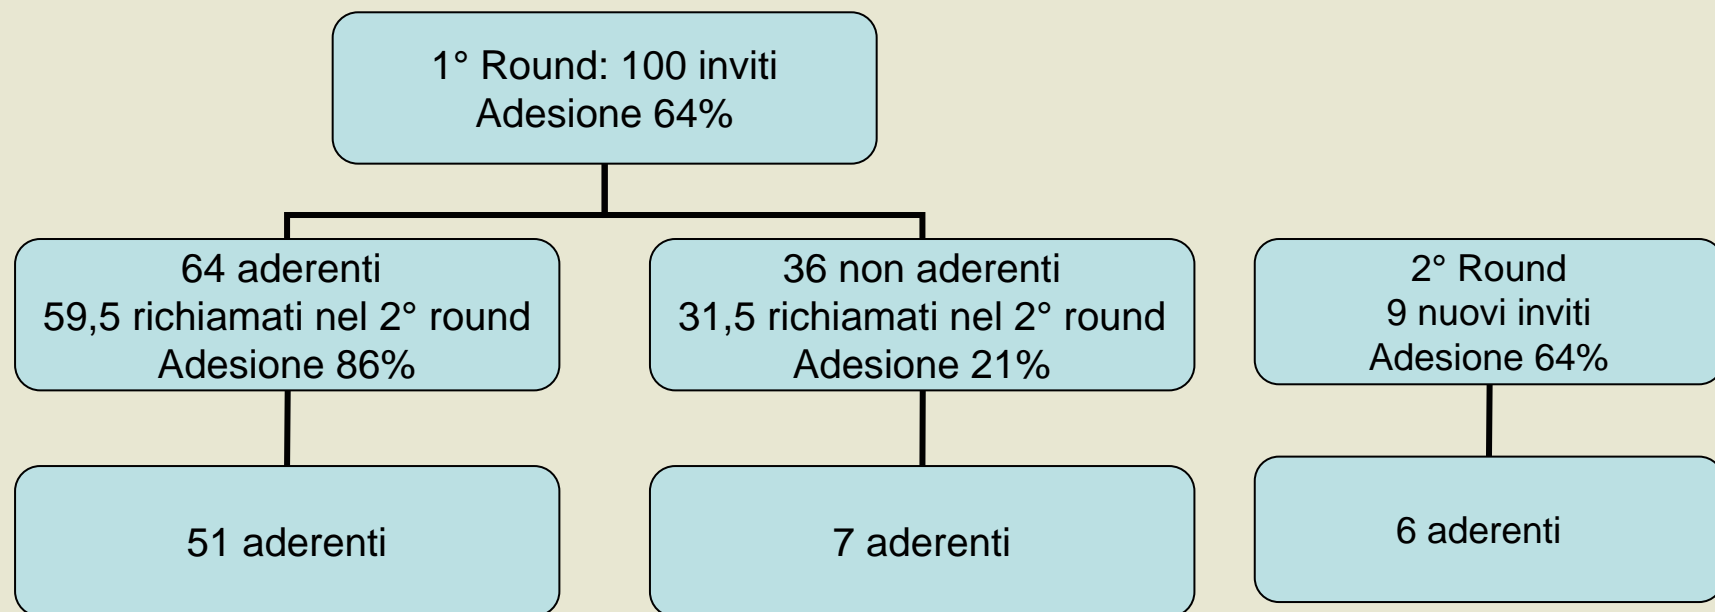 1° Round: 100 inviti
Adesione 64%
64 aderenti
59,5 richiamati nel 2° round
Adesione 86%
36 non aderenti
31,5 richiamati nel 2° round
Adesione 21%
2° Round
9 nuovi inviti
Adesione 64%
51 aderenti
7 aderenti
6 aderenti